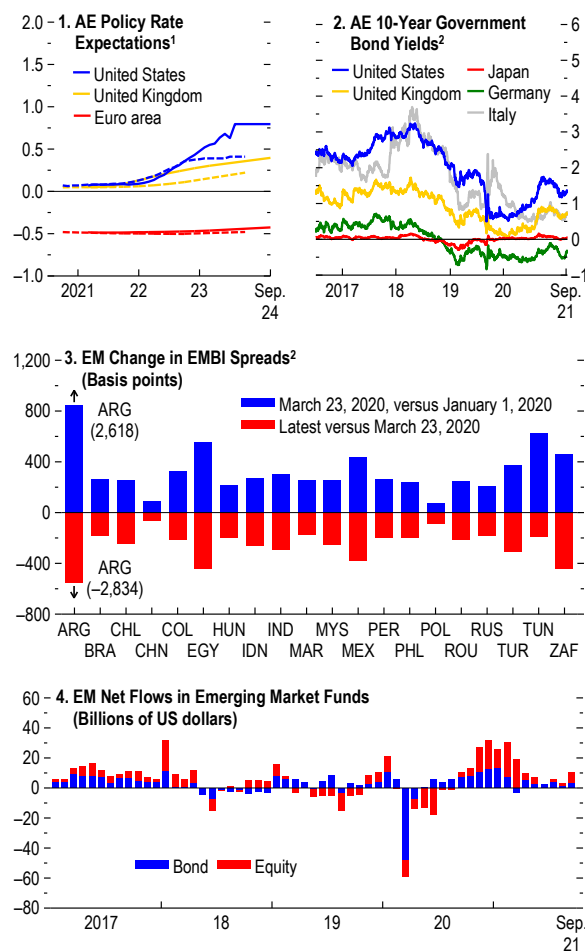 1. AE Policy Rate
Expectations¹
United States
United Kingdom
Euro area
2.0
1.5
1.0
0.5
0.0
–0.5
–1.0
2021
22
23
Sep.
24
2. AE 10-Year Government
Bond Yields²
United States
United Kingdom
Japan
Germany
Italy
6
5
4
3
2
1
0
–1
2017
18
19
20
Sep.
21
3. EM Change in EMBI Spreads²
(Basis points)
March 23, 2020, versus January 1, 2020
Latest versus March 23, 2020
ARG
(2,618)
ARG
(–2,834)
1,200
800
400
0
–400
–800
ARG CHL COL HUN IND MYS PER POL RUS TUN
BRA CHN EGY IDN MAR MEX PHL ROU TUR ZAF
4. EM Net Flows in Emerging Market Funds
(Billions of US dollars)
60
40
20
0
–20
–40
–60
–80
Bond
Equity
2017
18
19
20
Sep.
21